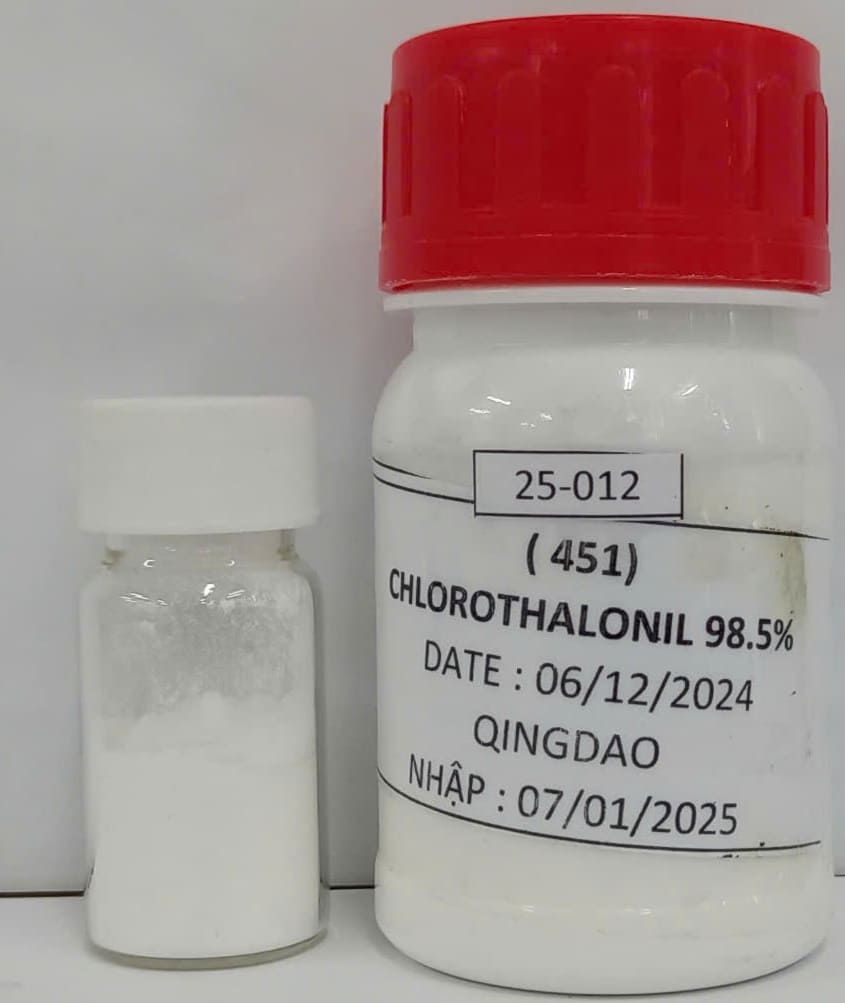 25-012
( 451)
CHLOROTHALONIL 98.5%
DATE : 06/12/2024
QINGDAO
NHẬP : 07/01/2025